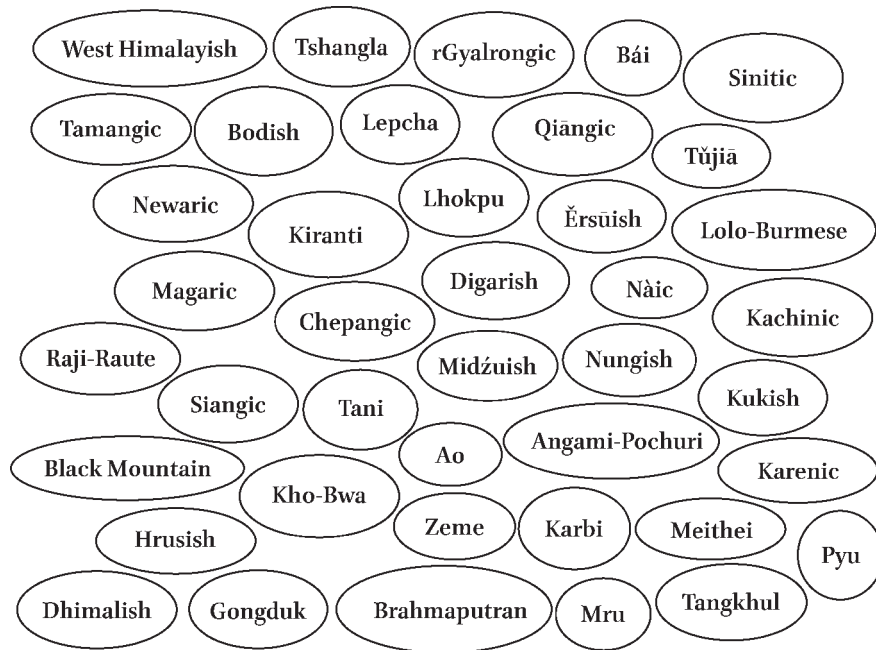 West Himalayish
Tshangla
rGyalrongic
Bái
Sinitic
Tamangic
Bodish
Lepcha
Qiāngic
Tǔjiā
Newaric
Kiranti
Lhokpu
Ěrsūish
Lolo-Burmese
Magaric
Chepangic
Digarish
Nàic
Kachinic
Raji-Raute
Siangic
Tani
Midźuish
Nungish
Kukish
Black Mountain
Kho-Bwa
Ao
Angami-Pochuri
Karenic
Hrusish
Zeme
Karbi
Meithei
Pyu
Dhimalish
Gongduk
Brahmaputran
Mru
Tangkhul